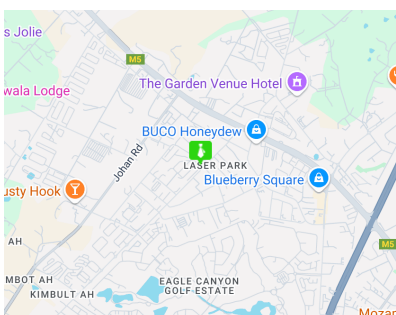 s Jolie
M5
The Garden Venue Hotel
wala Lodge
BUCO Honeydew
Johan Rd
LASER PARK
Blueberry Square
usty Hook
AH
M5
MBOT AH
KIMBULT AH
EAGLE CANYON
GOLF ESTATE
Mozar